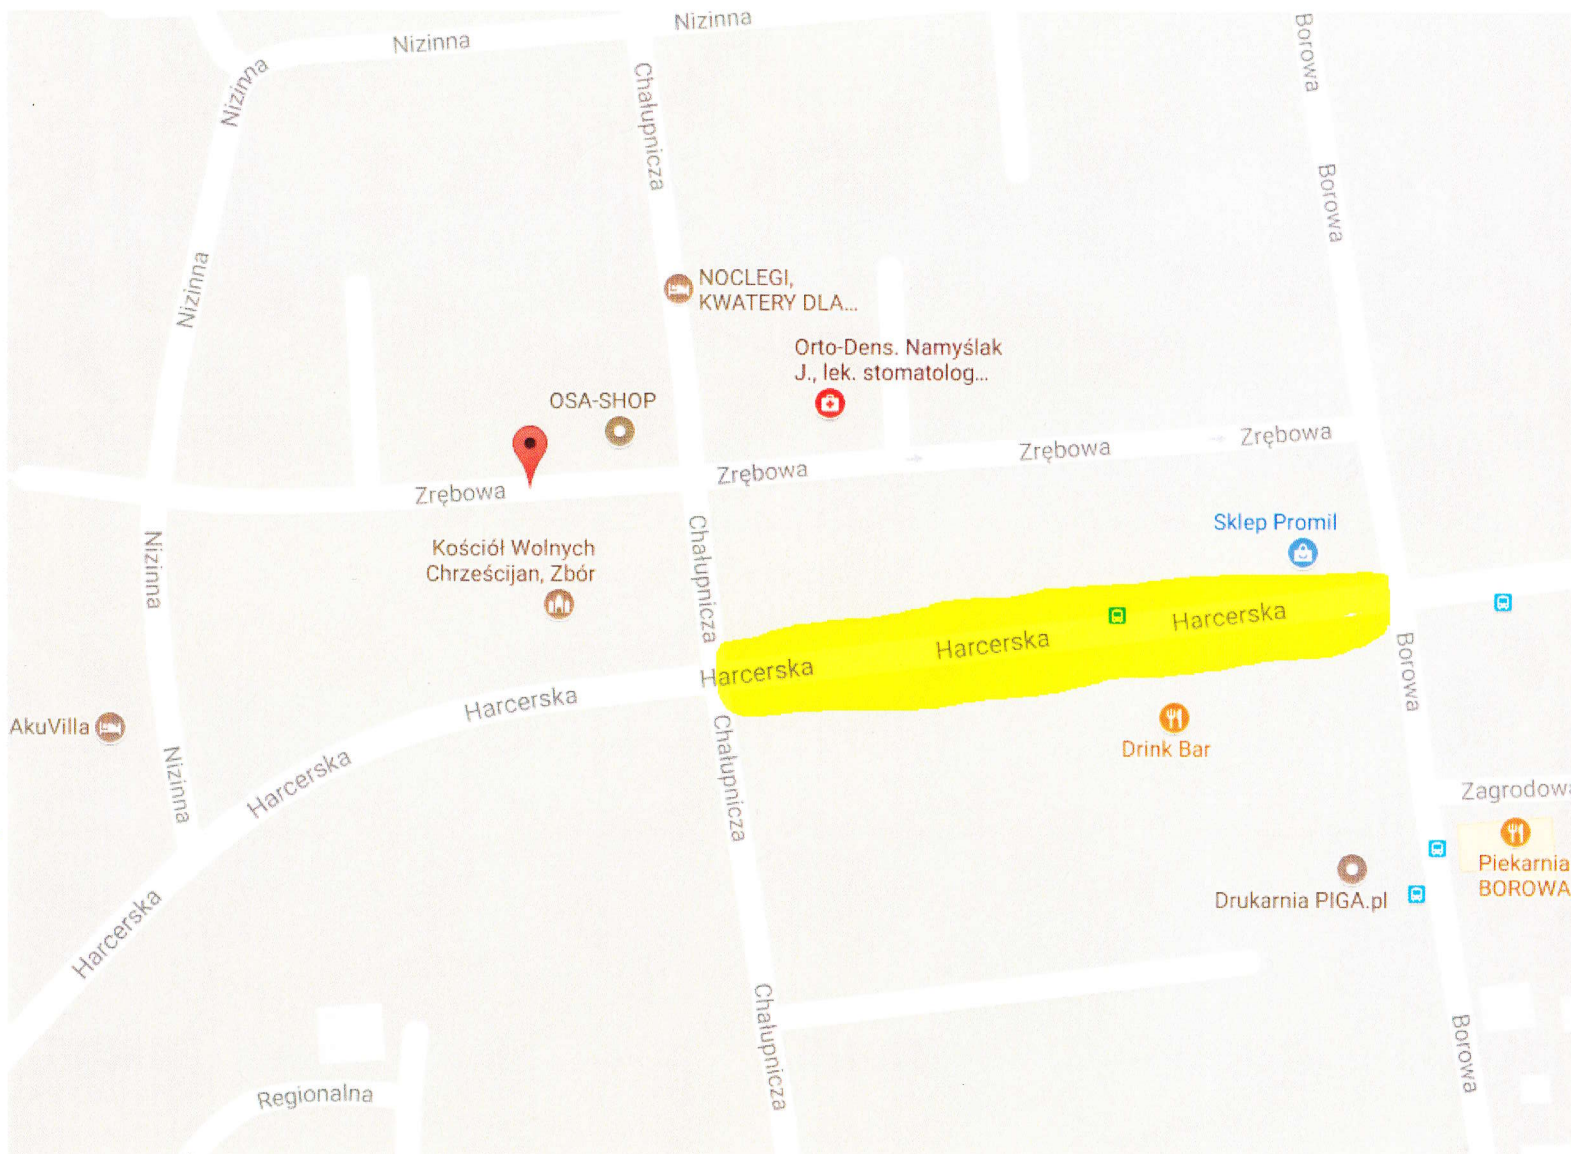 Nizinna
Nizinna
Borowa
Nizinna
Chałupnicza
Borowa
Nizinna
NOCLEGI,
KWATERY DLA...
Orto-Dens. Namyślak
J., lek. stomatolog...
OSA-SHOP
Zrębowa
Zrębowa
Zrębowa
Zrębowa
Sklep Promil
Kościół Wolnych
Chrześcijan, Zbór
Nizinna
Chałupnicza
Harcerska
Harcerska
Harcerska
Harcerska
Borowa
AkuVilla
Drink Bar
Nizinna
Harcerska
Chałupnicza
Zagrodowa
Piekarnia
BOROWA
Drukarnia PIGA.pl
Harcerska
Chałupnicza
Borowa
Regionalna